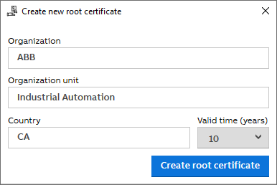 Create new root certificate
Organization
ABB
Organization unit
Industrial Automation
Country Valid time (years)
CA 10
Create root certificate